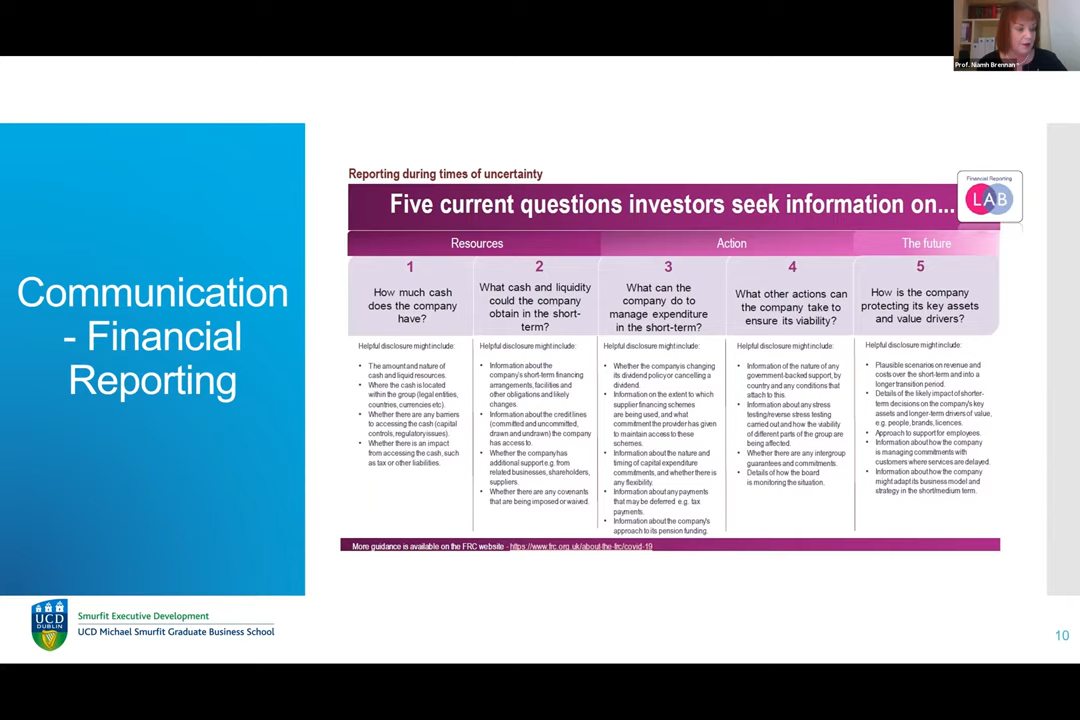 Prof. Niamh Brennan
Communication
- Financial
Reporting
Reporting during times of uncertainty
Five current questions investors seek information on...
Financial Reporting
LAB
Resources
Action
The future
1
How much cash
does the company
have?
Helpful disclosure might include:
• The amount and nature of
cash and liquid resources.
• Where the cash is located
within the group (legal entities,
countries, currencies etc).
• Whether there are any barriers
to accessing the cash (capital
controls, regulatory issues).
• Whether there is an impact
from accessing the cash, such
as tax or other liabilities.
2
What cash and liquidity
could the company
obtain in the short-
term?
Helpful disclosure might include:
• Information about the
company's short-term financing
arrangements, facilities and
changes.
• Information about the credit lines
(committed and uncommitted,
drawn and undrawn) the company
has access to.
• Whether the company has
additional support e.g. from
related businesses, shareholders,
suppliers.
• Whether there are any covenants
that are being imposed or waived.
3
What can the
company do to
manage expenditure
in the short-term?
Helpful disclosure might include:
• Whether the company is changing
its dividend policy or cancelling a
dividend.
• Information on the extent to which
supplier financing schemes
are being used, and what
commitment the provider has given
to maintain access to these
schemes.
• Information about the nature and
timing of capital expenditure
commitments, and whether there is
any flexibility.
• Information about any payments
that may be deferred e.g. tax
payments.
• Information about the company's
approach to its pension funding.
4
What other actions can
the company take to
ensure its viability?
Helpful disclosure might include:
• Information of the nature of any
government-backed support, by
country and any conditions that
attach to this.
• Information about any stress
testing/reverse stress testing
carried out and how the viability
of different parts of the group are
being affected.
• Whether there are any intergroup
guarantees and commitments.
• Details of how the board
is monitoring the situation.
5
How is the company
protecting its key assets
and value drivers?
Helpful disclosure might include:
• Plausible scenarios on revenue and
costs over the short-term and into a
longer transition period.
• Details of the likely impact of shorter-
term decisions on the company's key
assets and longer-term drivers of value,
e.g. people, brands, licences.
• Approach to support for employees.
• Information about how the company
is managing commitments with
customers where services are delayed.
• Information about how the company
might adapt its business model and
strategy in the short/medium term.
More guidance is available on the FRC website - https://www.frc.org.uk/about-the-frc/covid-19
UCD
DUBLIN
Smurfit Executive Development
UCD Michael Smurfit Graduate Business School
10